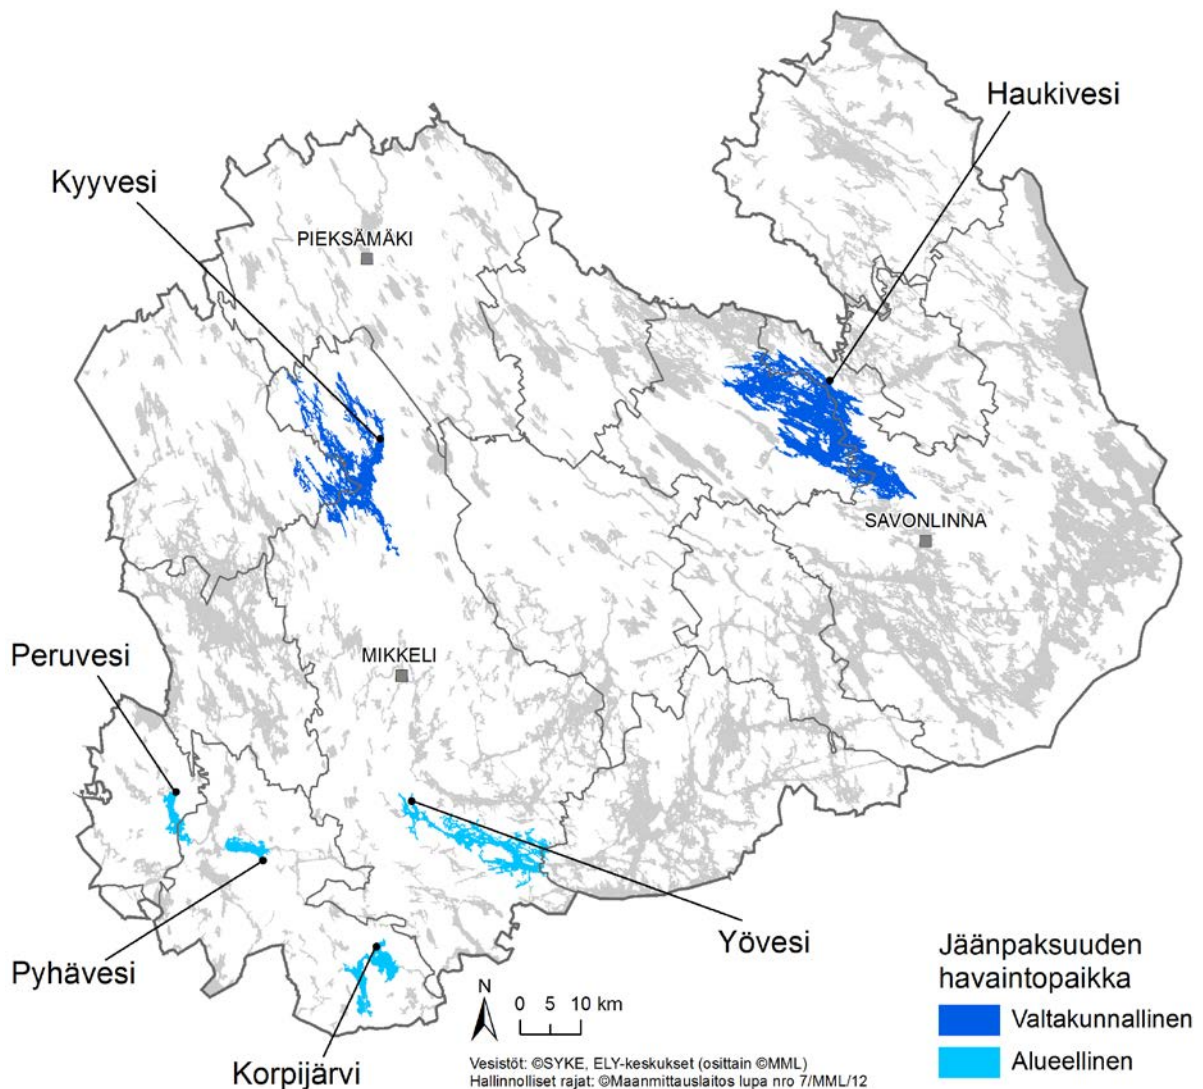 Haukivesi
Kyyvesi
PIEKSÄMÄKI
SAVONLINNA
Peruvesi
MIKKELI
Yövesi
Pyhävesi
Korpijärvi
N
0 5 10 km
Jäänpaksuuden
havaintopaikka
Valtakunnallinen
Alueellinen
Vesistöt: ©SYKE, ELY-keskukset (osittain ©MML)
Hallinnolliset rajat: ©Maanmittauslaitos lupa nro 7/MML/12